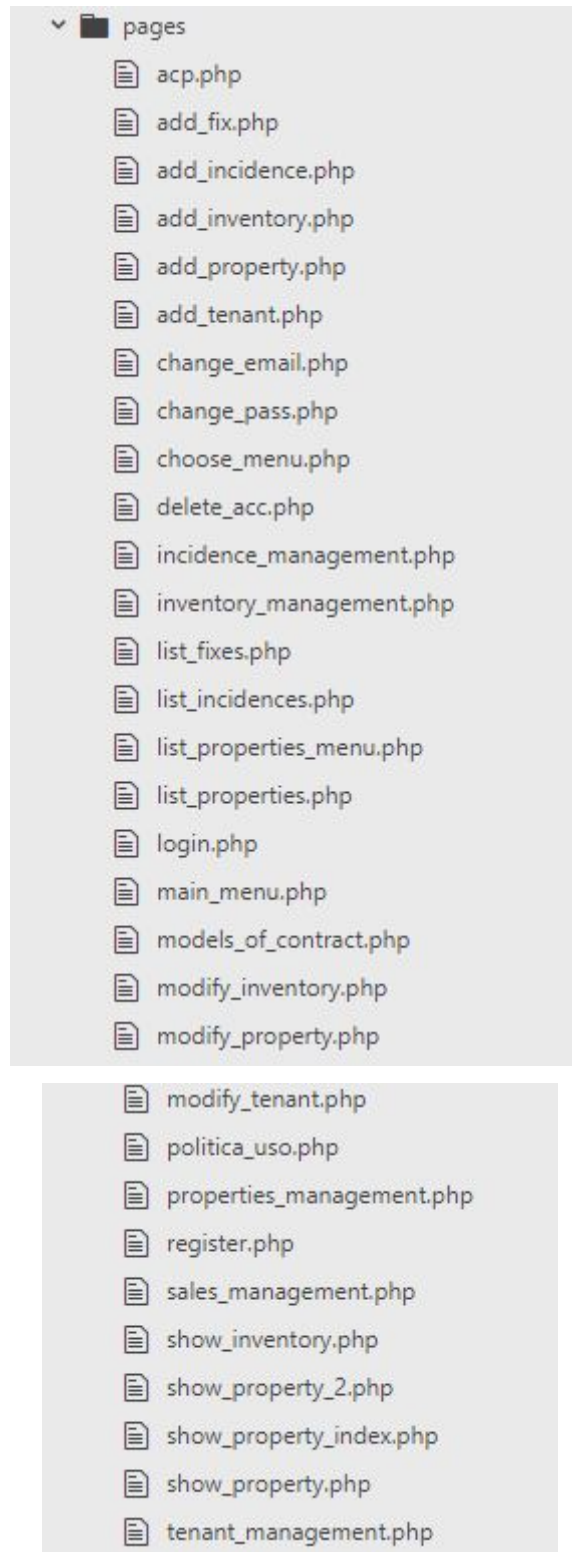 pages
acp.php
add_fix.php
add_incidence.php
add_inventory.php
add_property.php
add_tenant.php
change_email.php
change_pass.php
choose_menu.php
delete_acc.php
incidence_management.php
inventory_management.php
list_fixes.php
list_incidences.php
list_properties_menu.php
list_properties.php
login.php
main_menu.php
models_of_contract.php
modify_inventory.php
modify_property.php
modify_tenant.php
politica_uso.php
properties_management.php
register.php
sales_management.php
show_inventory.php
show_property_2.php
show_property_index.php
show_property.php
tenant_management.php